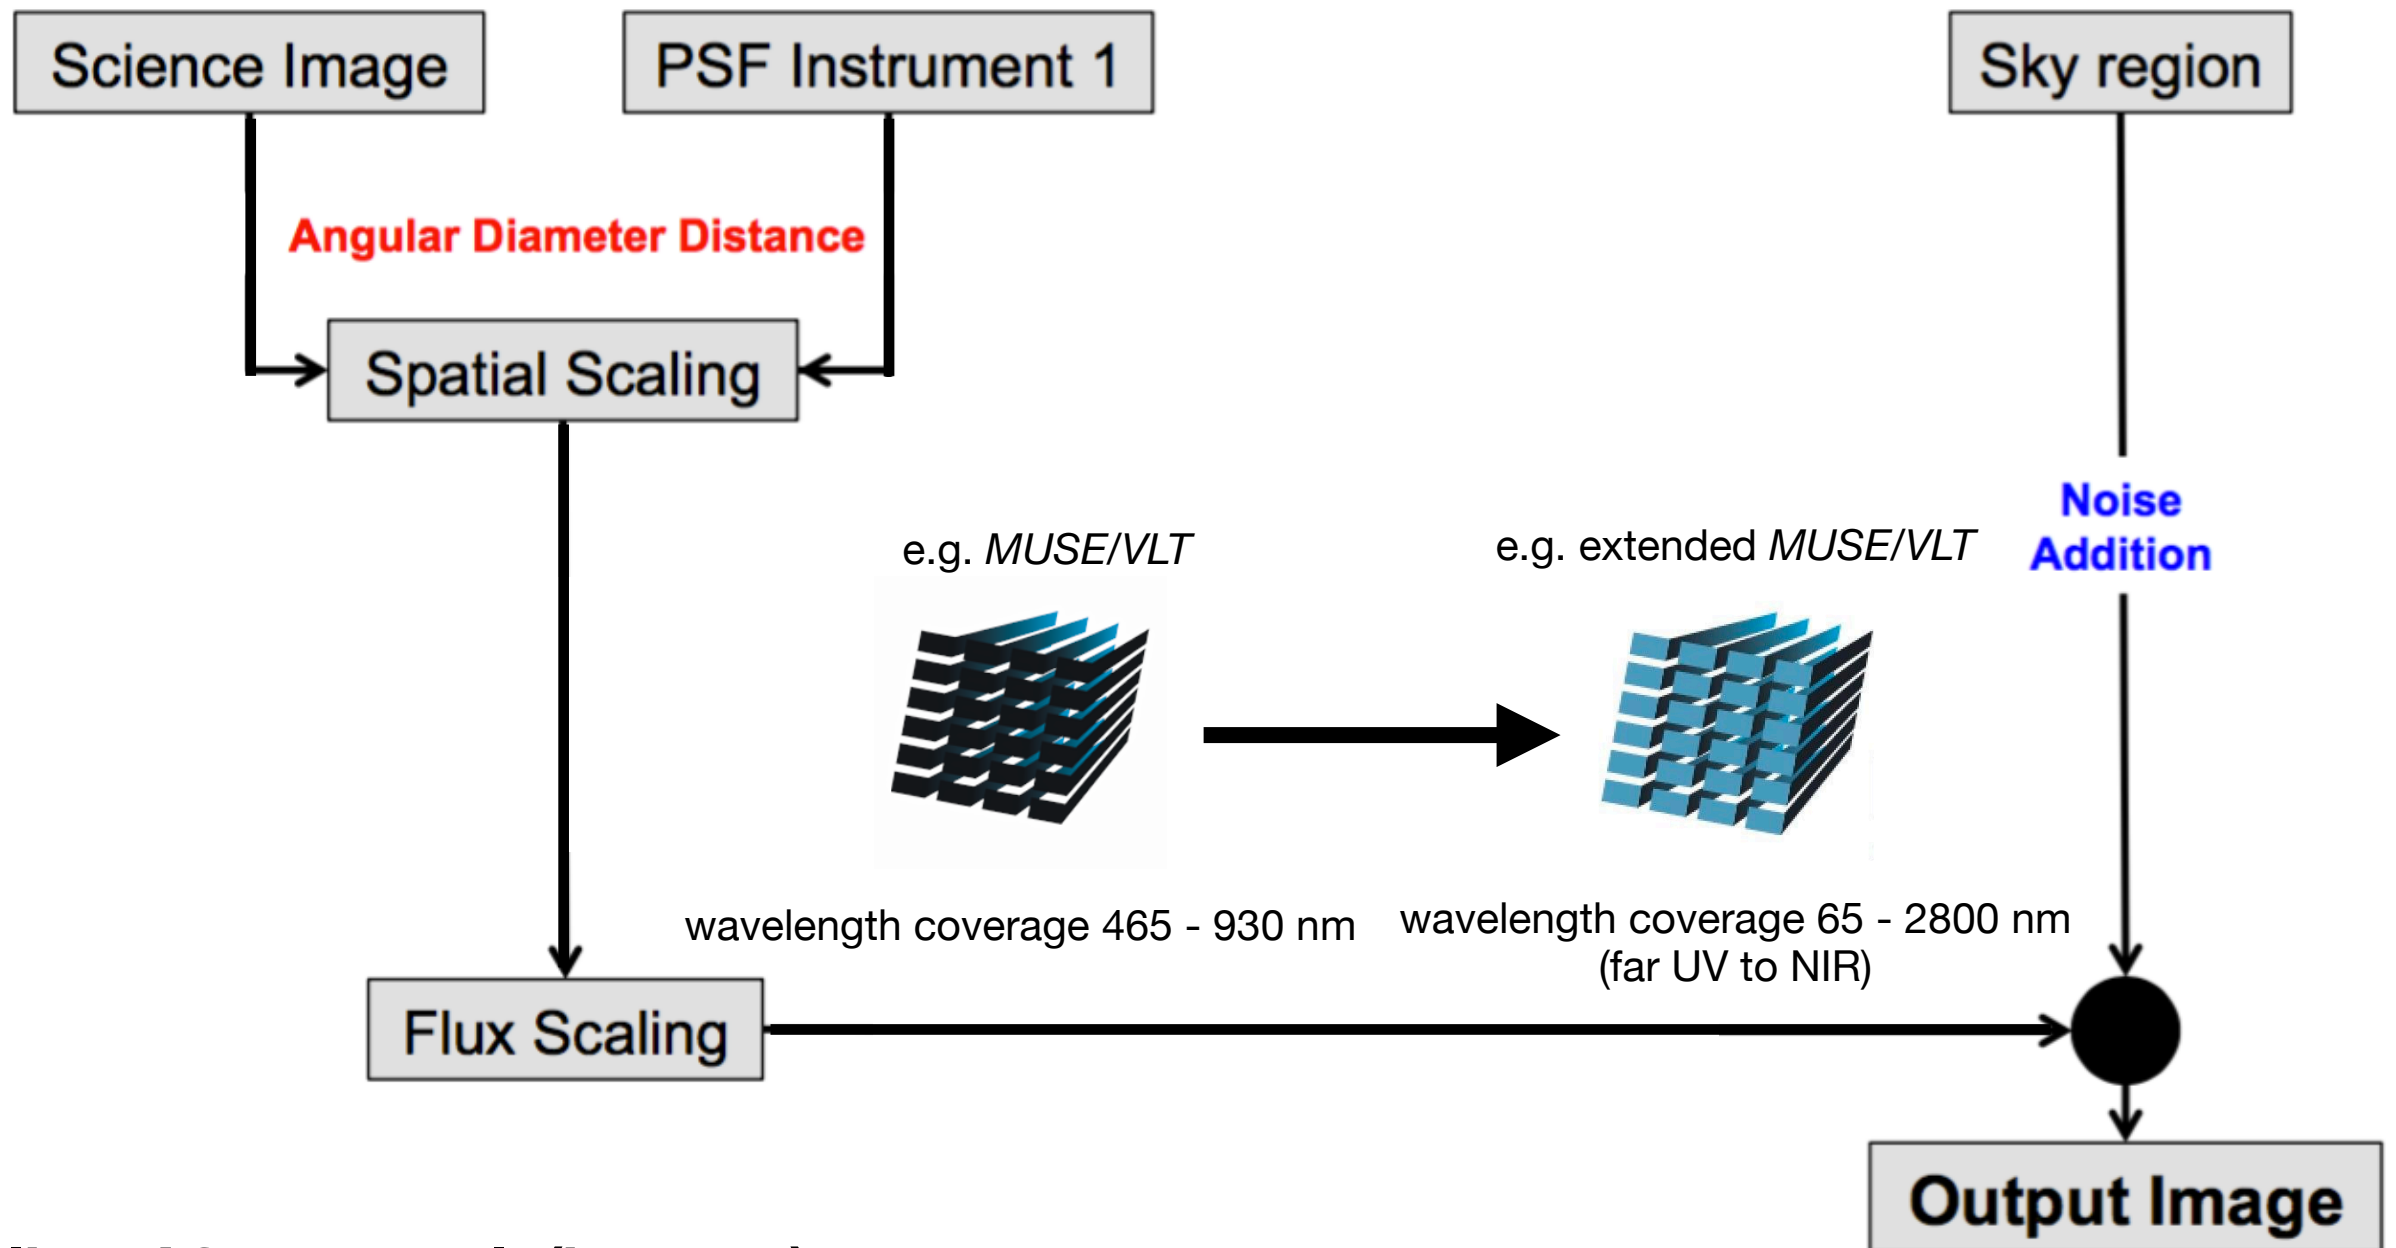 Science Image
PSF Instrument 1
Sky region
Angular Diameter Distance
Spatial Scaling
Noise
Addition
e.g. MUSE/VLT
e.g. extended MUSE/VLT
wavelength coverage 465 - 930 nm
wavelength coverage 65 - 2800 nm
(far UV to NIR)
Flux Scaling
Output Image